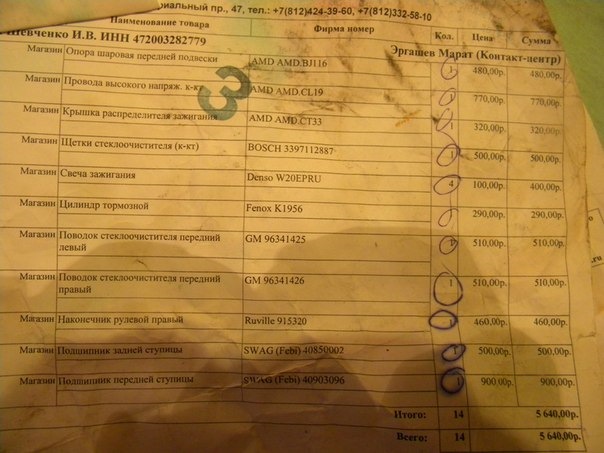 риальный пр., 47, тел.: +7(812)424-39-60, +7(812)332-58-10
Наименование товара Фирма номер Кол. Цена Сумма
Шевченко И.В. ИНН 472003282779 Эргашев Марат (Контакт-центр)
Магазин Опора шаровая передней подвески AMD AMD.BJ116 1 480,00р. 480,00р.
Магазин Провода высокого напряж. к-кт AMD AMD.CL19 1 770,00р. 770,00р.
Магазин Крышка распределителя зажигания AMD AMD.CT33 1 320,00р. 320,00р.
3
Магазин Щетки стеклоочистителя (к-кт) BOSCH 3397112887 1 500,00р. 500,00р.
Магазин Свеча зажигания Denso W20EPRU 4 100,00р. 400,00р.
Магазин Цилиндр тормозной Fenox K1956 1 290,00р. 290,00р.
Магазин Поводок стеклоочистителя передний левый GM 96341425 1 510,00р. 510,00р.
Магазин Поводок стеклоочистителя передний правый GM 96341426 1 510,00р. 510,00р.
Магазин Наконечник рулевой правый Ruville 915320 1 460,00р. 460,00р.
Магазин Подшипник задней ступицы SWAG (Febi) 40850002 1 500,00р. 500,00р.
Магазин Подшипник передней ступицы SWAG (Febi) 40903096 1 900,00р. 900,00р.
Итого: 14 5 640,00р.
Всего: 14 5 640,00р.